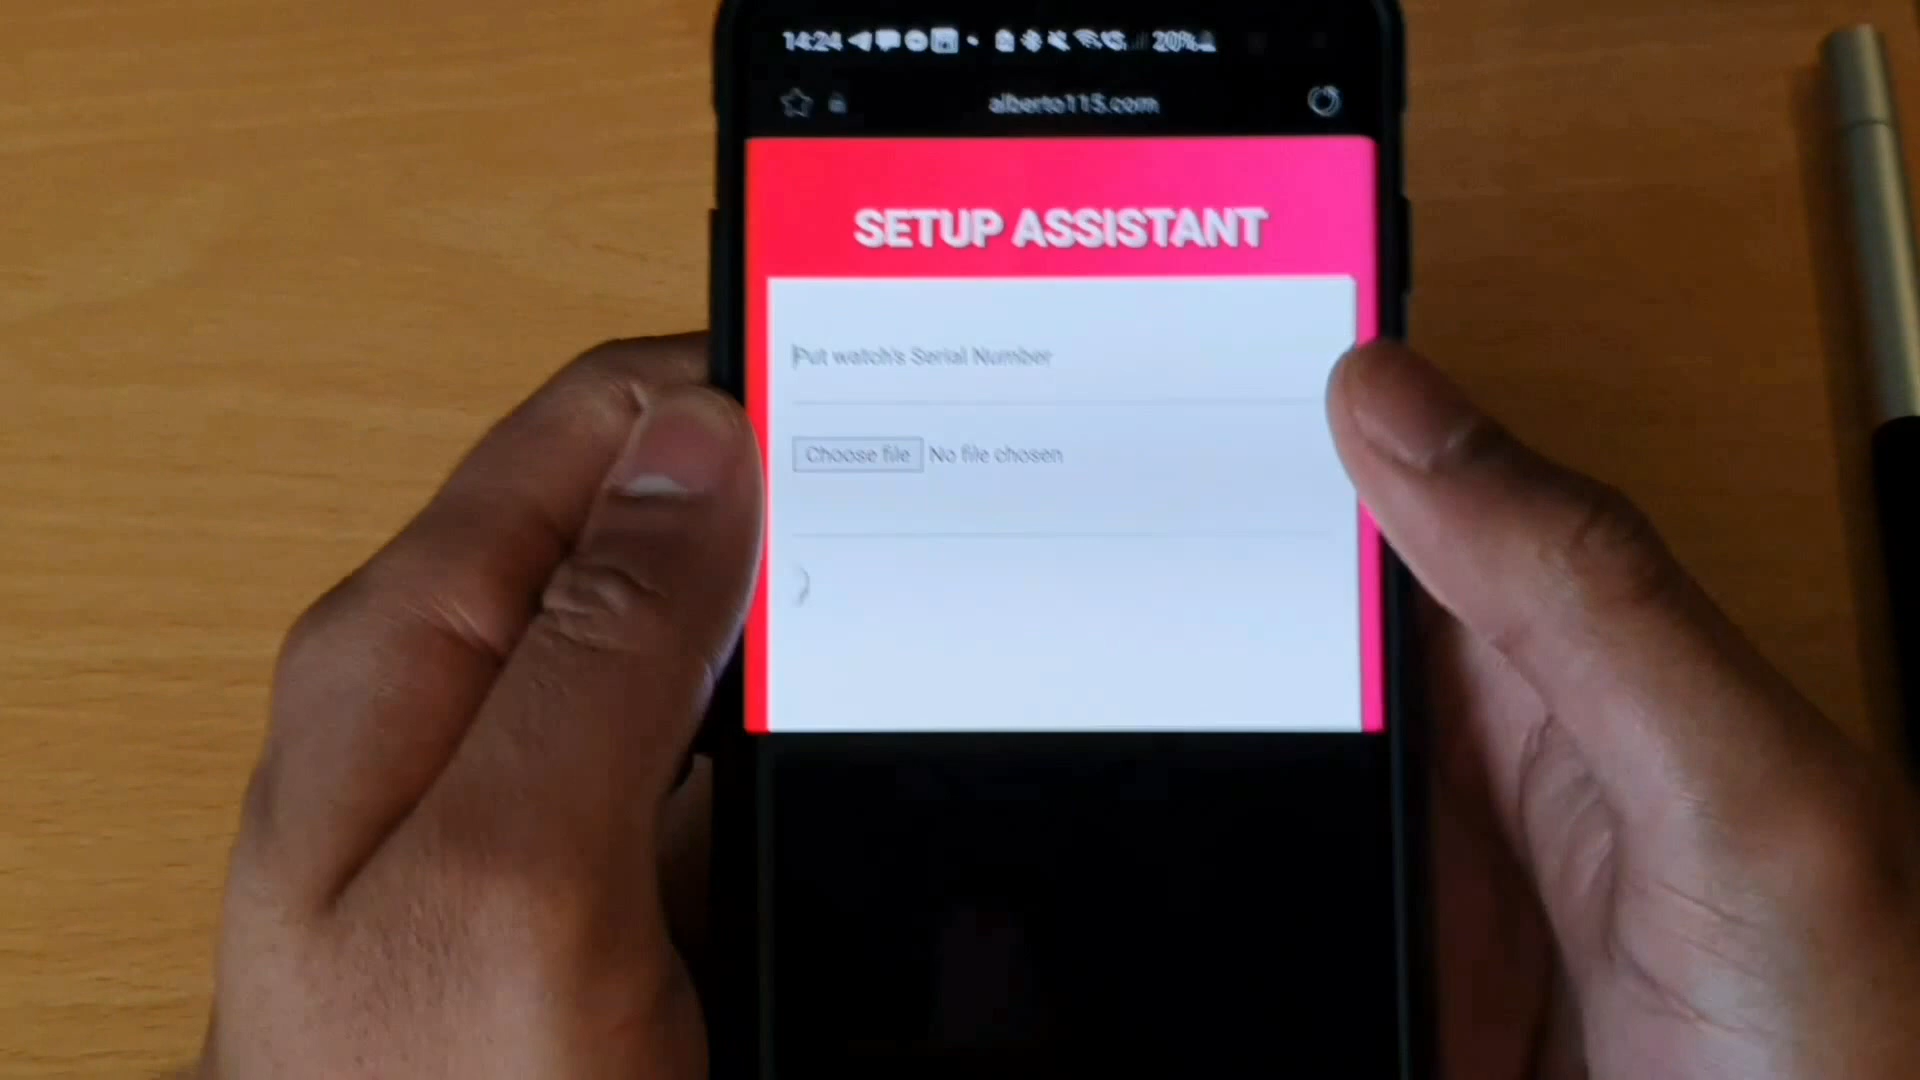 14:24 20%
alberto115.com
SETUP ASSISTANT
Put watch's Serial Number
Choose file No file chosen